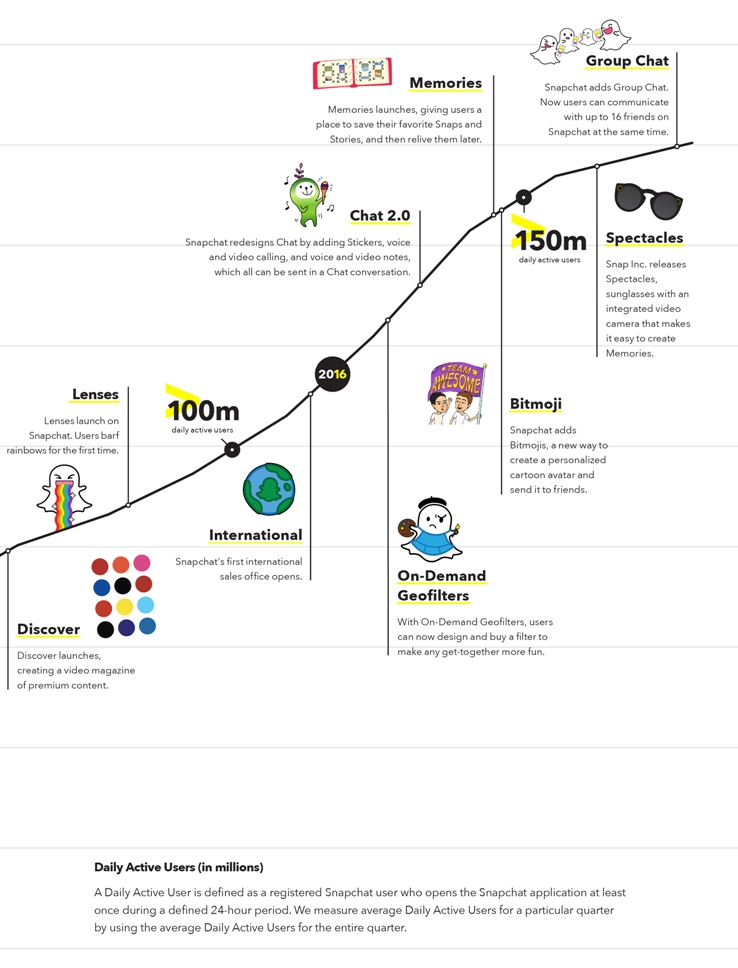 Group Chat
Snapchat adds Group Chat.
Now users can communicate
with up to 16 friends on
Snapchat at the same time.
Memories
Memories launches, giving users a
place to save their favorite Snaps and
Stories, and then relive them later.
Chat 2.0
Snapchat redesigns Chat by adding Stickers, voice
and video calling, and voice and video notes,
which all can be sent in a Chat conversation.
150m
daily active users
Spectacles
Snap Inc. releases
Spectacles,
sunglasses with an
integrated video
camera that makes
it easy to create
Memories.
2016
TEAM
AWESOME
Lenses
Lenses launch on
Snapchat. Users barf
rainbows for the first time.
100m
daily active users
Bitmoji
Snapchat adds
Bitmojis, a new way to
create a personalized
cartoon avatar and
send it to friends.
International
Snapchat's first international
sales office opens.
On-Demand
Geofilters
With On-Demand Geofilters, users
can now design and buy a filter to
make any get-together more fun.
Discover
Discover launches,
creating a video magazine
of premium content.
Daily Active Users (in millions)
A Daily Active User is defined as a registered Snapchat user who opens the Snapchat application at least
once during a defined 24-hour period. We measure average Daily Active Users for a particular quarter
by using the average Daily Active Users for the entire quarter.